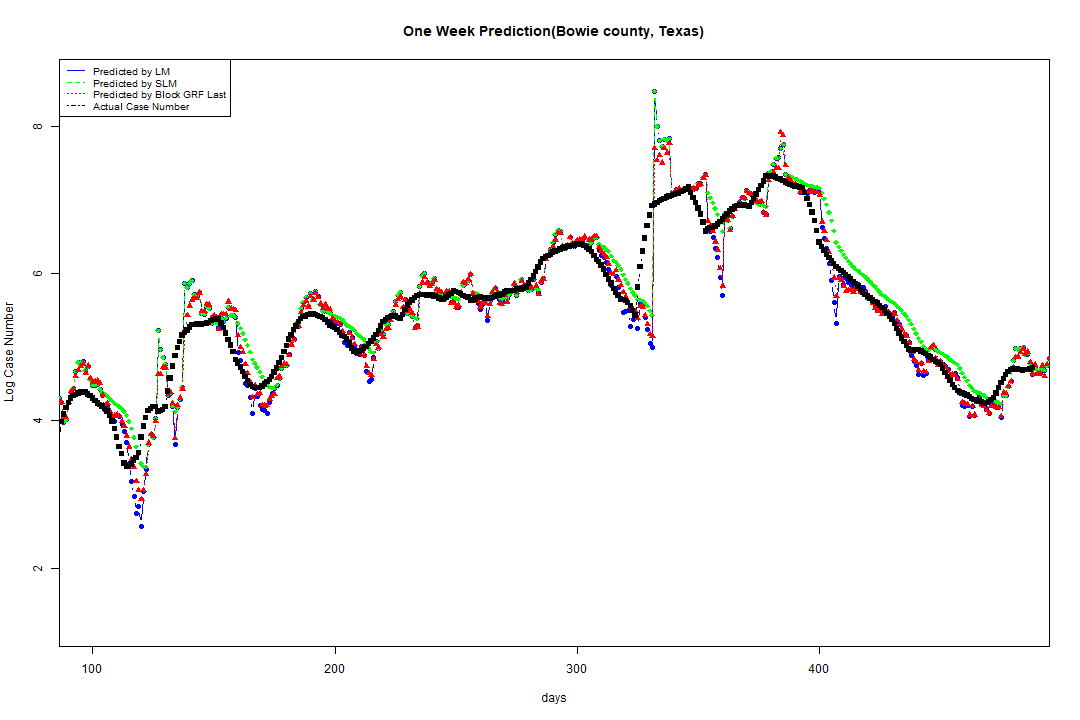 One Week Prediction(Bowie county, Texas)
Predicted by LM
Predicted by SLM
Predicted by Block GRF Last
Actual Case Number
Log Case Number
8
6
4
2
100 200 300 400
days